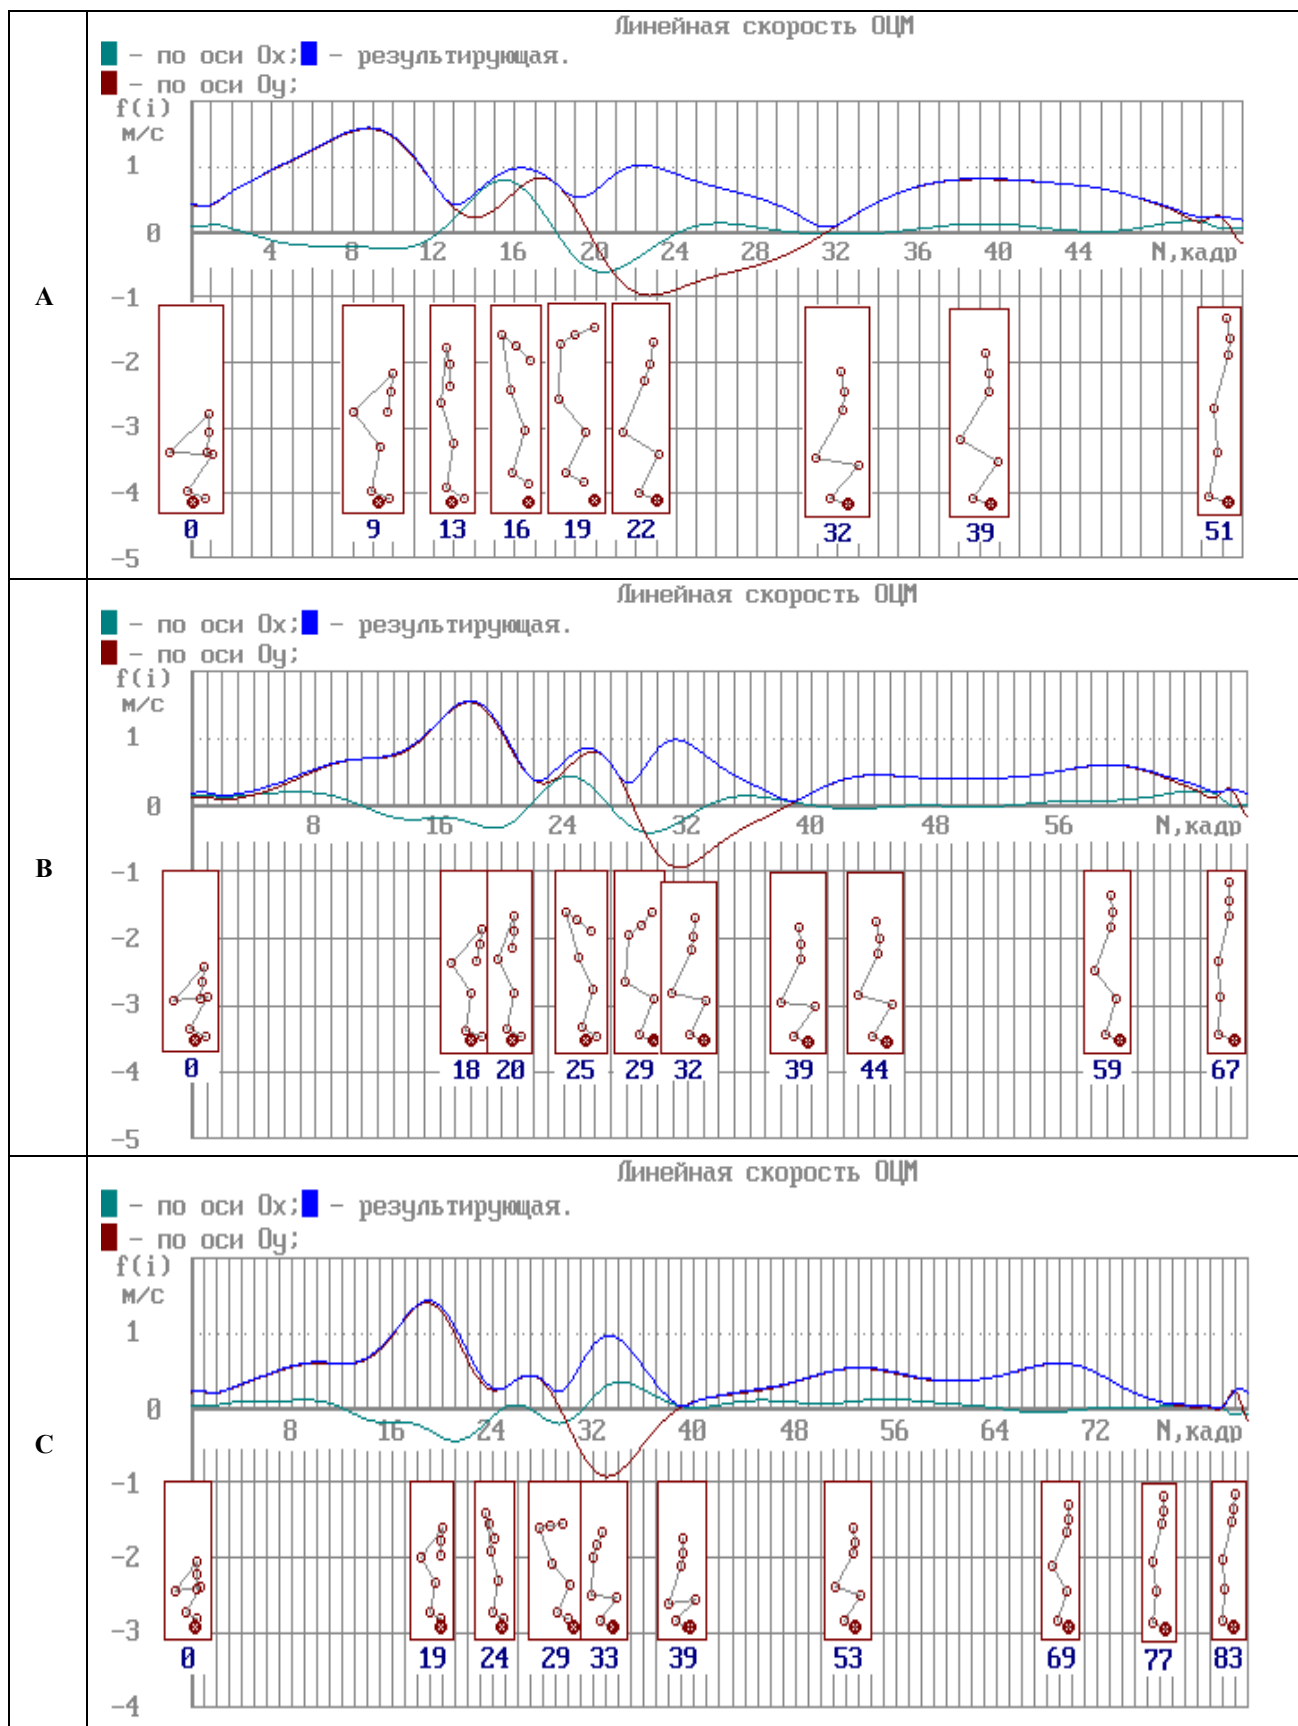 A
Линейная скорость ОЦМ
– по оси Ox; – результирующая.
– по оси Oy;
f(i)
м/с
1
0
4 8 12 16 20 24 28 32 36 40 44 N,кадр
-1
-2
-3
-4
-5
0 9 13 16 19 22 32 39 51
B
Линейная скорость ОЦМ
– по оси Ox; – результирующая.
– по оси Oy;
f(i)
м/с
1
0
8 16 24 32 40 48 56 N,кадр
-1
-2
-3
-4
-5
0 18 20 25 29 32 39 44 59 67
C
Линейная скорость ОЦМ
– по оси Ox; – результирующая.
– по оси Oy;
f(i)
м/с
1
0
8 16 24 32 40 48 56 64 72 N,кадр
-1
-2
-3
-4
0 19 24 29 33 39 53 69 77 83